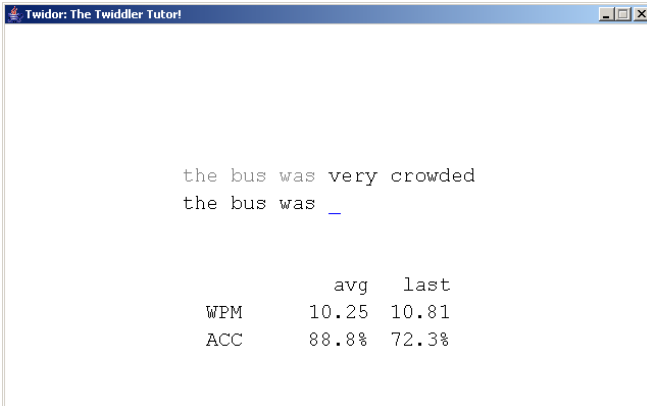 Twidor: The Twiddler Tutor!
the bus was very crowded
the bus was _
avg last
WPM 10.25 10.81
ACC 88.8% 72.3%